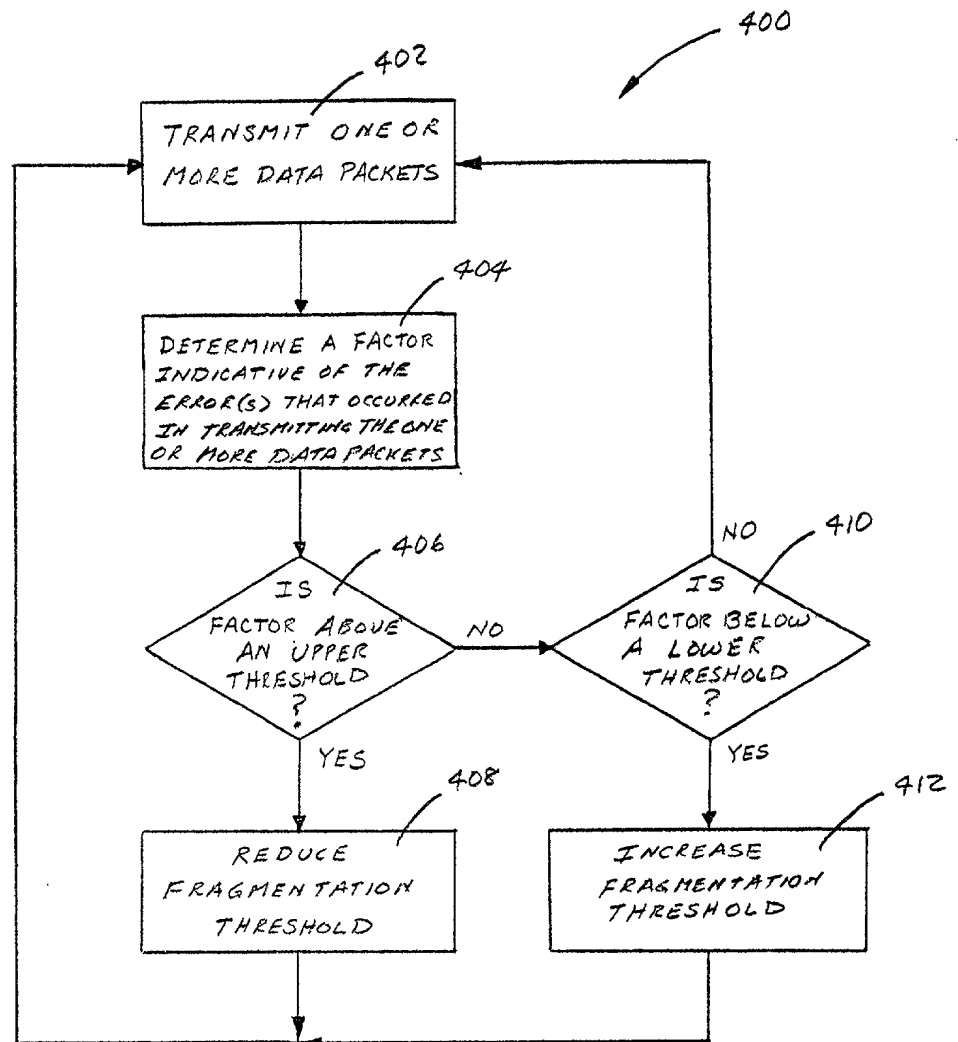 400
402
TRANSMIT ONE OR
MORE DATA PACKETS
404
DETERMINE A FACTOR
INDICATIVE OF THE
ERROR(S) THAT OCCURRED
IN TRANSMITTING THE ONE
OR MORE DATA PACKETS
406
IS
FACTOR ABOVE
AN UPPER
THRESHOLD
?
NO
YES
410
NO
IS
FACTOR BELOW
A LOWER
THRESHOLD
?
YES
408
REDUCE
FRAGMENTATION
THRESHOLD
412
INCREASE
FRAGMENTATION
THRESHOLD